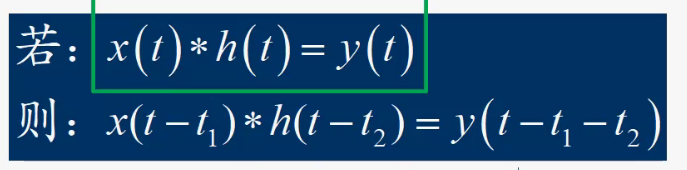 若：x(t)*h(t)=y(t)
则：x(t-t₁)*h(t-t₂)=y(t-t₁-t₂)